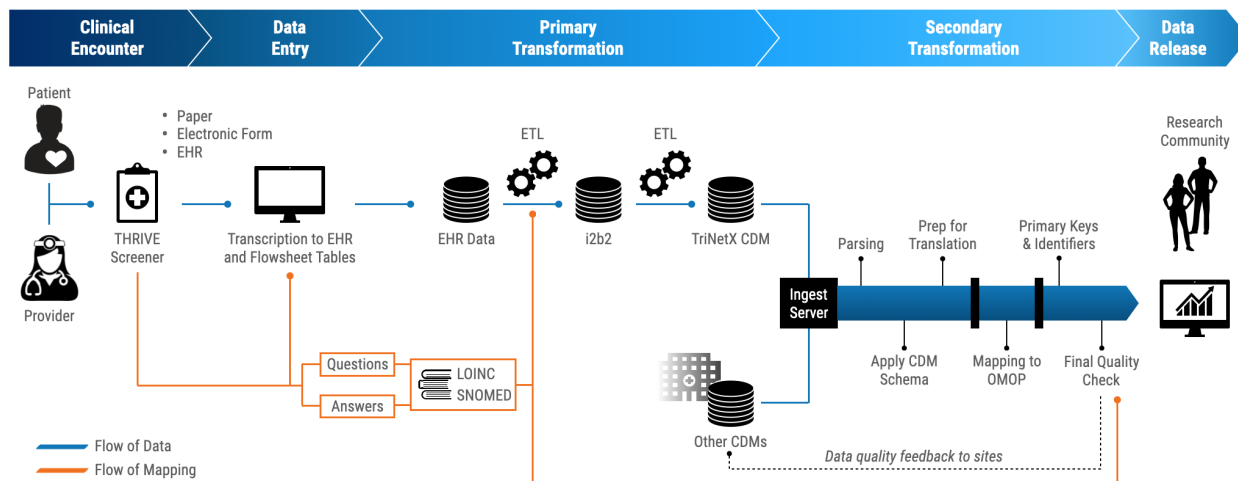 Clinical
Encounter
Data
Entry
Primary
Transformation
Secondary
Transformation
Data
Release
Patient
• Paper
• Electronic Form
• EHR
ETL
ETL
Research
Community
THRIVE
Screener
Transcription to EHR
and Flowsheet Tables
EHR Data
i2b2
TriNetX CDM
Provider
Parsing
Prep for
Translation
Primary Keys
& Identifiers
Ingest
Server
Apply CDM
Schema
Mapping to
OMOP
Final Quality
Check
Questions
Answers
LOINC
SNOMED
Other CDMs
Data quality feedback to sites
Flow of Data
Flow of Mapping